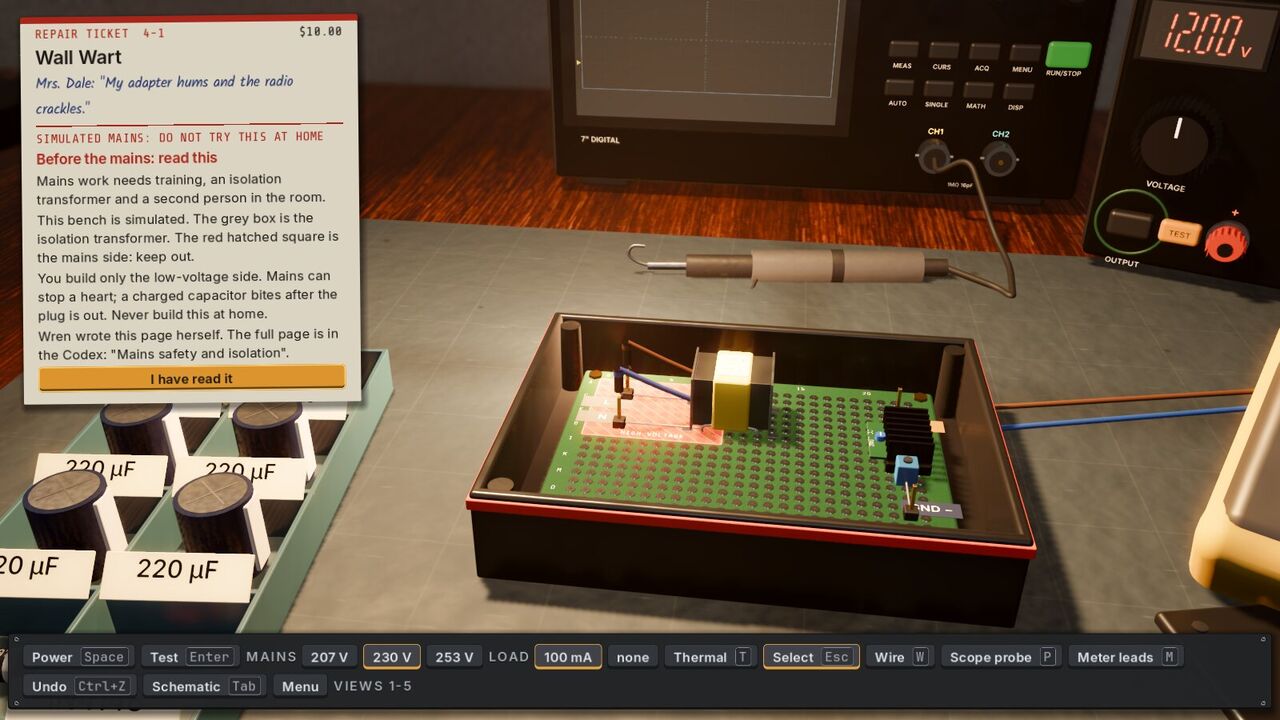 REPAIR TICKET 4-1 $10.00
Wall Wart
Mrs. Dale: "My adapter hums and the radio
crackles."
SIMULATED MAINS: DO NOT TRY THIS AT HOME
Before the mains: read this
Mains work needs training, an isolation
transformer and a second person in the room.
This bench is simulated. The grey box is the
isolation transformer. The red hatched square is
the mains side: keep out.
You build only the low-voltage side. Mains can
stop a heart; a charged capacitor bites after the
plug is out. Never build this at home.
Wren wrote this page herself. The full page is in
the Codex: "Mains safety and isolation".
I have read it
7" DIGITAL
MEAS CURS ACQ MENU RUN/STOP
AUTO SINGLE MATH DISP
CH1 CH2
1MΩ 16pF
12.00 V
VOLTAGE
TEST
+
OUTPUT
L
N
HIGH VOLTAGE
GND -
220 µF
220 µF
20 µF
220 µF
Power Space Test Enter MAINS 207 V 230 V 253 V LOAD 100 mA none Thermal T Select Esc Wire W Scope probe P Meter leads M
Undo Ctrl+Z Schematic Tab Menu VIEWS 1-5